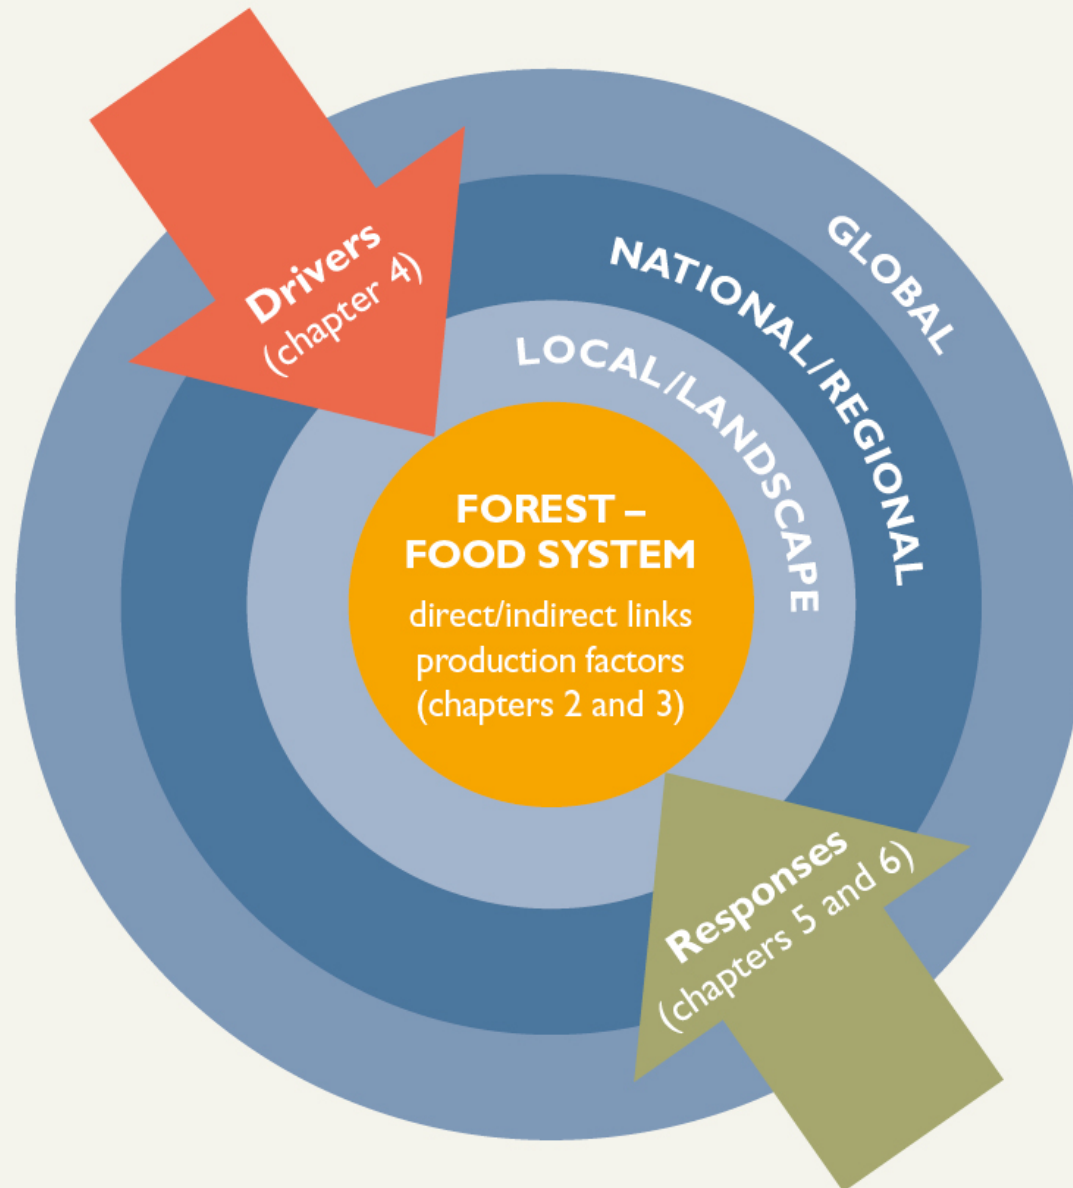 Drivers
(chapter 4)
GLOBAL
NATIONAL/REGIONAL
LOCAL/LANDSCAPE
FOREST –
FOOD SYSTEM
direct/indirect links
production factors
(chapters 2 and 3)
Responses
(chapters 5 and 6)